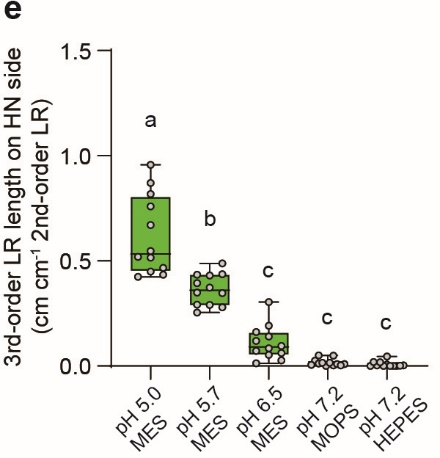 e
3rd-order LR length on HN side
(cm cm⁻¹ 2nd-order LR)
1.5
1.0
0.5
0.0
a
b
c
c
c
pH 5.0
MES
pH 5.7
MES
pH 6.5
MES
pH 7.2
MOPS
pH 7.2
HEPES